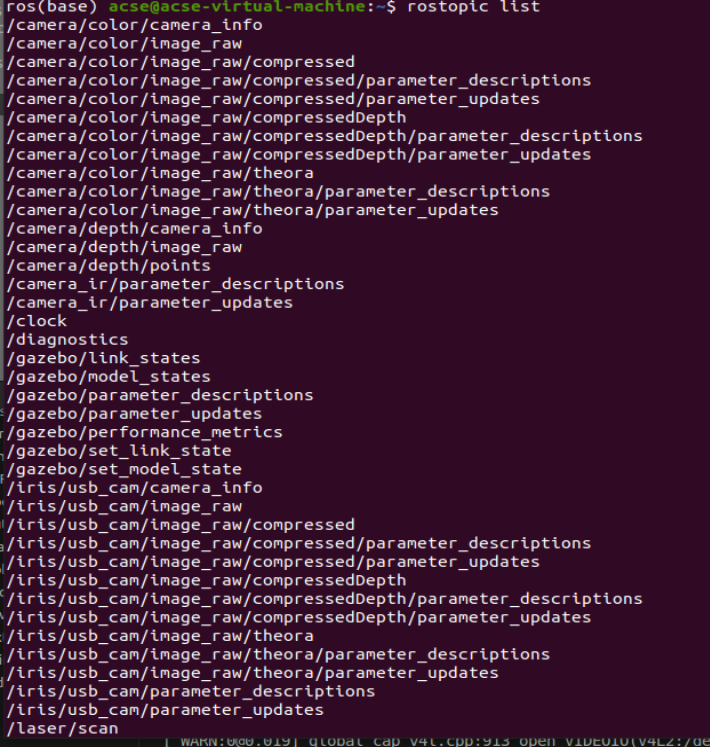 ros(base) acse@acse-virtual-machine:~$ rostopic list
/camera/color/camera_info
/camera/color/image_raw
/camera/color/image_raw/compressed
/camera/color/image_raw/compressed/parameter_descriptions
/camera/color/image_raw/compressed/parameter_updates
/camera/color/image_raw/compressedDepth
/camera/color/image_raw/compressedDepth/parameter_descriptions
/camera/color/image_raw/compressedDepth/parameter_updates
/camera/color/image_raw/theora
/camera/color/image_raw/theora/parameter_descriptions
/camera/color/image_raw/theora/parameter_updates
/camera/depth/camera_info
/camera/depth/image_raw
/camera/depth/points
/camera_ir/parameter_descriptions
/camera_ir/parameter_updates
/clock
/diagnostics
/gazebo/link_states
/gazebo/model_states
/gazebo/parameter_descriptions
/gazebo/parameter_updates
/gazebo/performance_metrics
/gazebo/set_link_state
/gazebo/set_model_state
/iris/usb_cam/camera_info
/iris/usb_cam/image_raw
/iris/usb_cam/image_raw/compressed
/iris/usb_cam/image_raw/compressed/parameter_descriptions
/iris/usb_cam/image_raw/compressed/parameter_updates
/iris/usb_cam/image_raw/compressedDepth
/iris/usb_cam/image_raw/compressedDepth/parameter_descriptions
/iris/usb_cam/image_raw/compressedDepth/parameter_updates
/iris/usb_cam/image_raw/theora
/iris/usb_cam/image_raw/theora/parameter_descriptions
/iris/usb_cam/image_raw/theora/parameter_updates
/iris/usb_cam/parameter_descriptions
/iris/usb_cam/parameter_updates
/laser/scan
[ WARN:0@0.019] global cap_v4l.cpp:913 open VIDEOIO(V4L2:/de